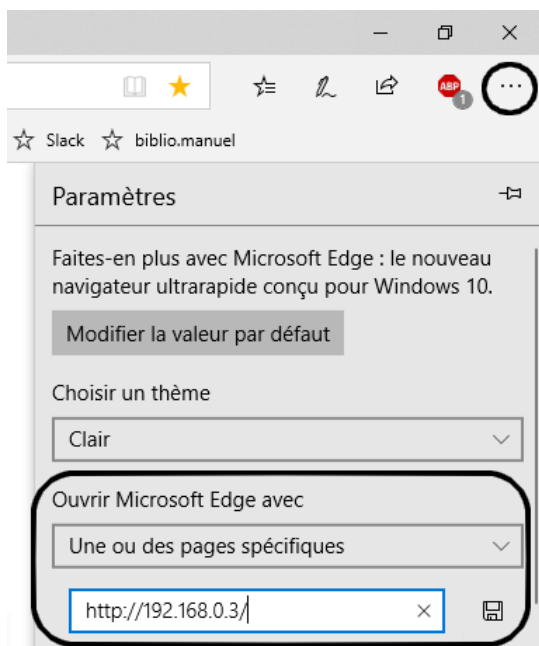 ABP
1
Slack biblio.manuel
Paramètres
Faites-en plus avec Microsoft Edge : le nouveau
navigateur ultrarapide conçu pour Windows 10.
Modifier la valeur par défaut
Choisir un thème
Clair
Ouvrir Microsoft Edge avec
Une ou des pages spécifiques
http://192.168.0.3/